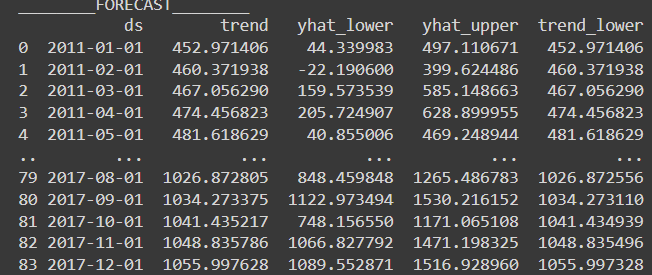 ________FORECAST________
ds trend yhat_lower yhat_upper trend_lower
0 2011-01-01 452.971406 44.339983 497.110671 452.971406
1 2011-02-01 460.371938 -22.190600 399.624486 460.371938
2 2011-03-01 467.056290 159.573539 585.148663 467.056290
3 2011-04-01 474.456823 205.724907 628.899955 474.456823
4 2011-05-01 481.618629 40.855006 469.248944 481.618629
.. ... ... ... ... ...
79 2017-08-01 1026.872805 848.459848 1265.486783 1026.872556
80 2017-09-01 1034.273375 1122.973494 1530.216152 1034.273110
81 2017-10-01 1041.435217 748.156550 1171.065108 1041.434939
82 2017-11-01 1048.835786 1066.827792 1471.198325 1048.835496
83 2017-12-01 1055.997628 1089.552871 1516.928960 1055.997328